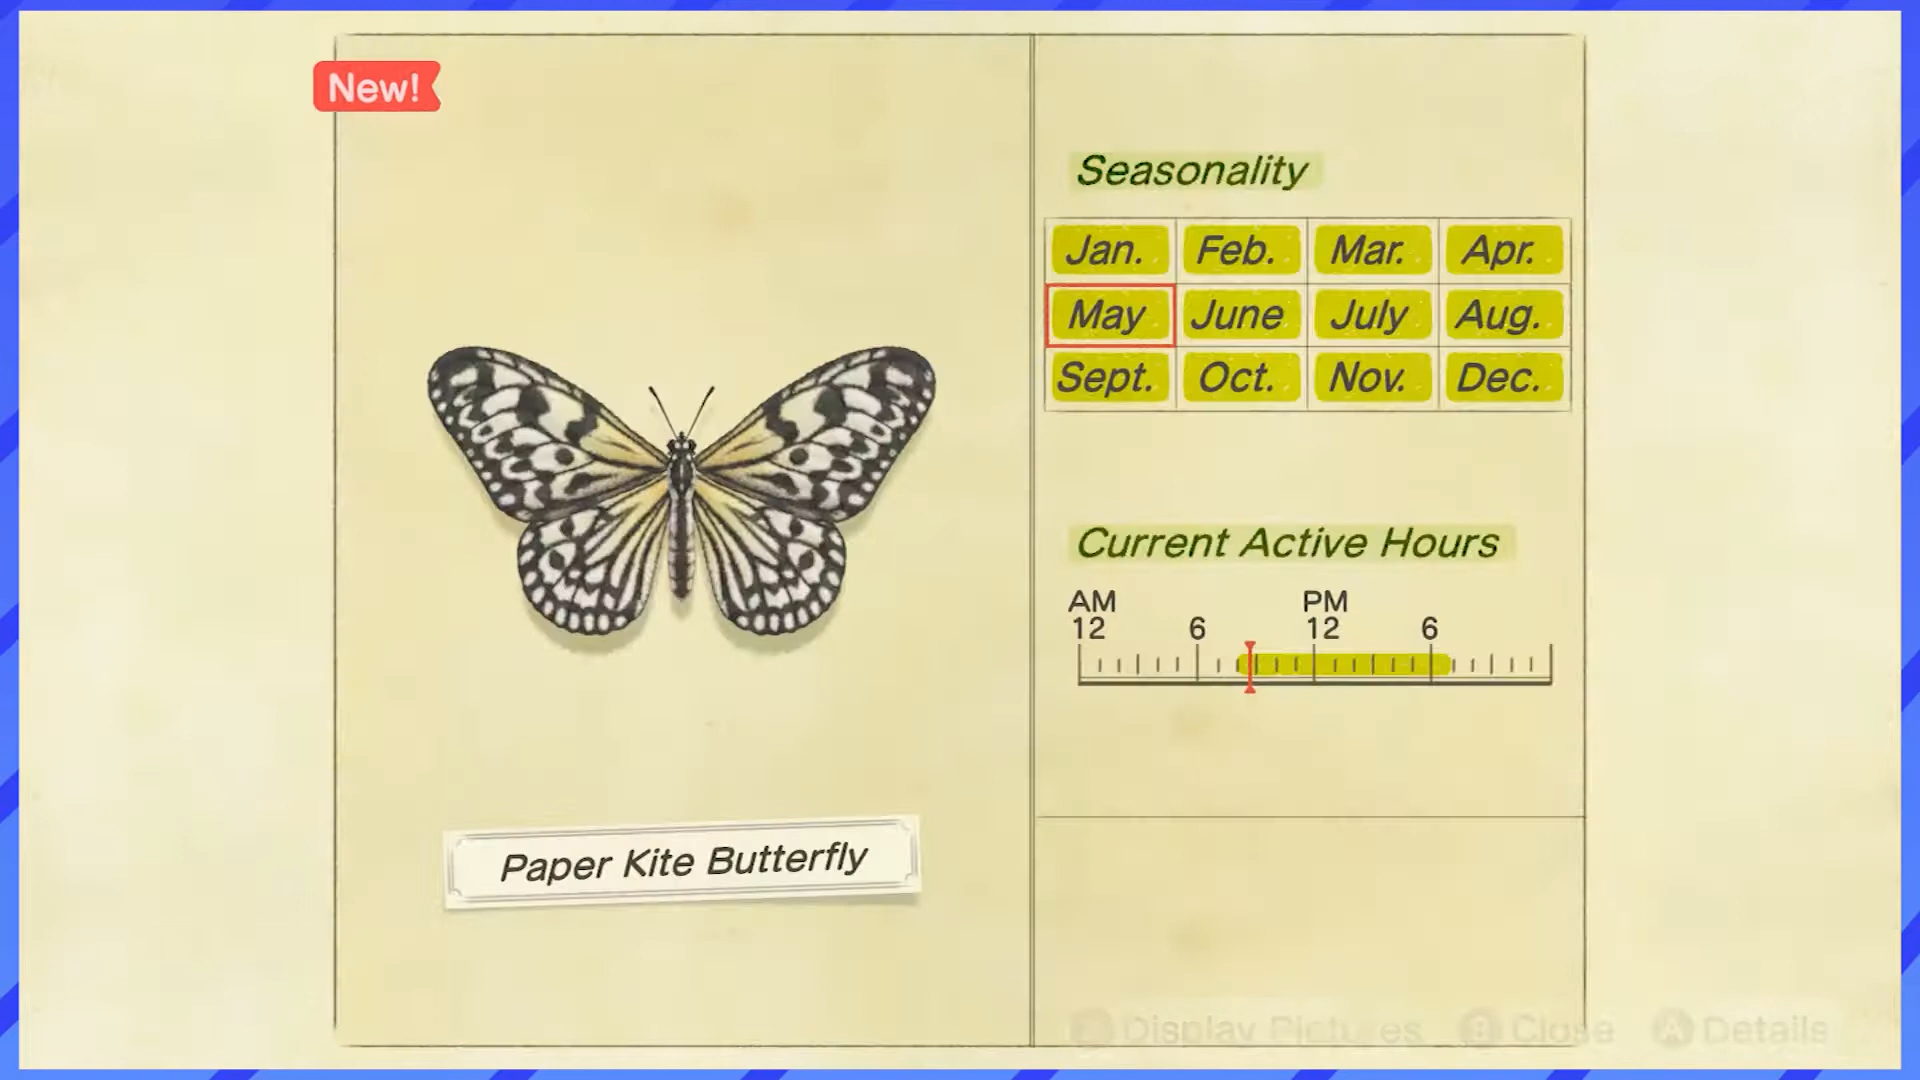 New!
Seasonality
Jan. Feb. Mar. Apr.
May June July Aug.
Sept. Oct. Nov. Dec.
Current Active Hours
AM PM
12 6 12 6
Paper Kite Butterfly
Display Pictures B Close A Details